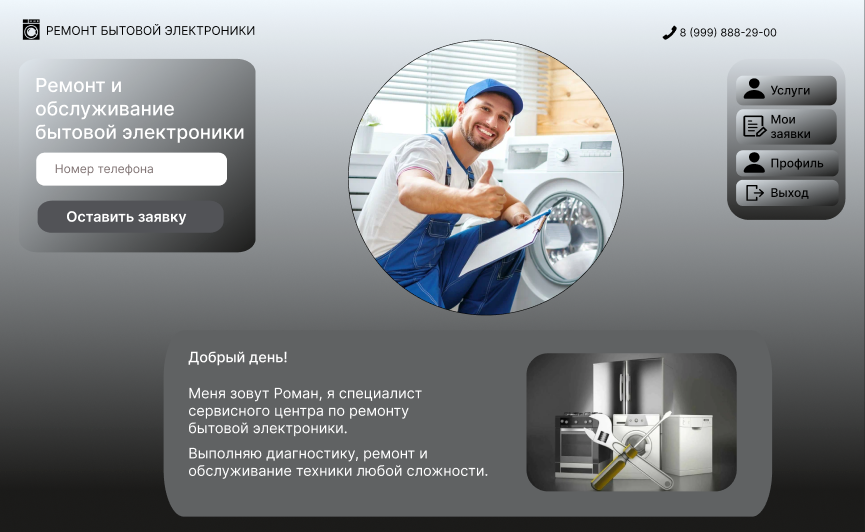 РЕМОНТ БЫТОВОЙ ЭЛЕКТРОНИКИ
8 (999) 888-29-00
Ремонт и
обслуживание
бытовой электроники
Номер телефона
Оставить заявку
Услуги
Мои
заявки
Профиль
Выход
Добрый день!
Меня зовут Роман, я специалист
сервисного центра по ремонту
бытовой электроники.
Выполняю диагностику, ремонт и
обслуживание техники любой сложности.